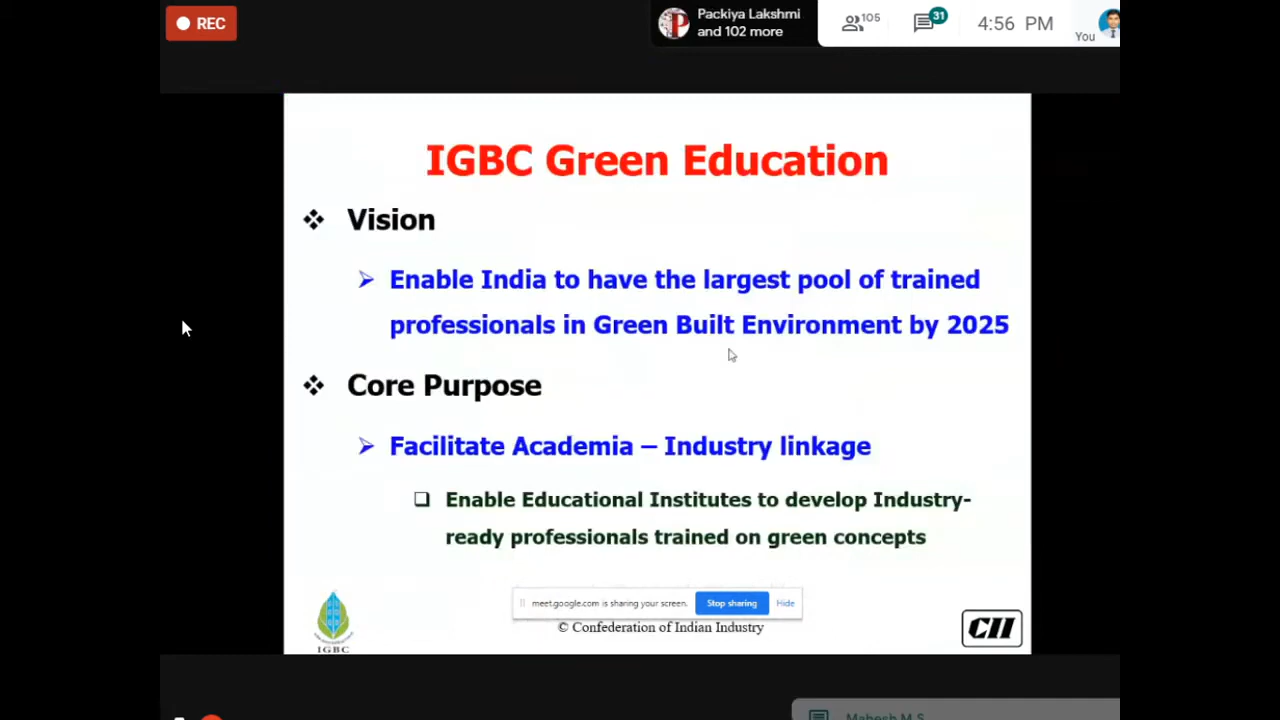 REC
Packiya Lakshmi
and 102 more
105
31
4:56 PM
You
IGBC Green Education
❖ Vision
➢ Enable India to have the largest pool of trained
professionals in Green Built Environment by 2025
❖ Core Purpose
➢ Facilitate Academia – Industry linkage
❑ Enable Educational Institutes to develop Industry-
ready professionals trained on green concepts
meet.google.com is sharing your screen.
Stop sharing
Hide
© Confederation of Indian Industry
IGBC
CII
Mahesh M.S